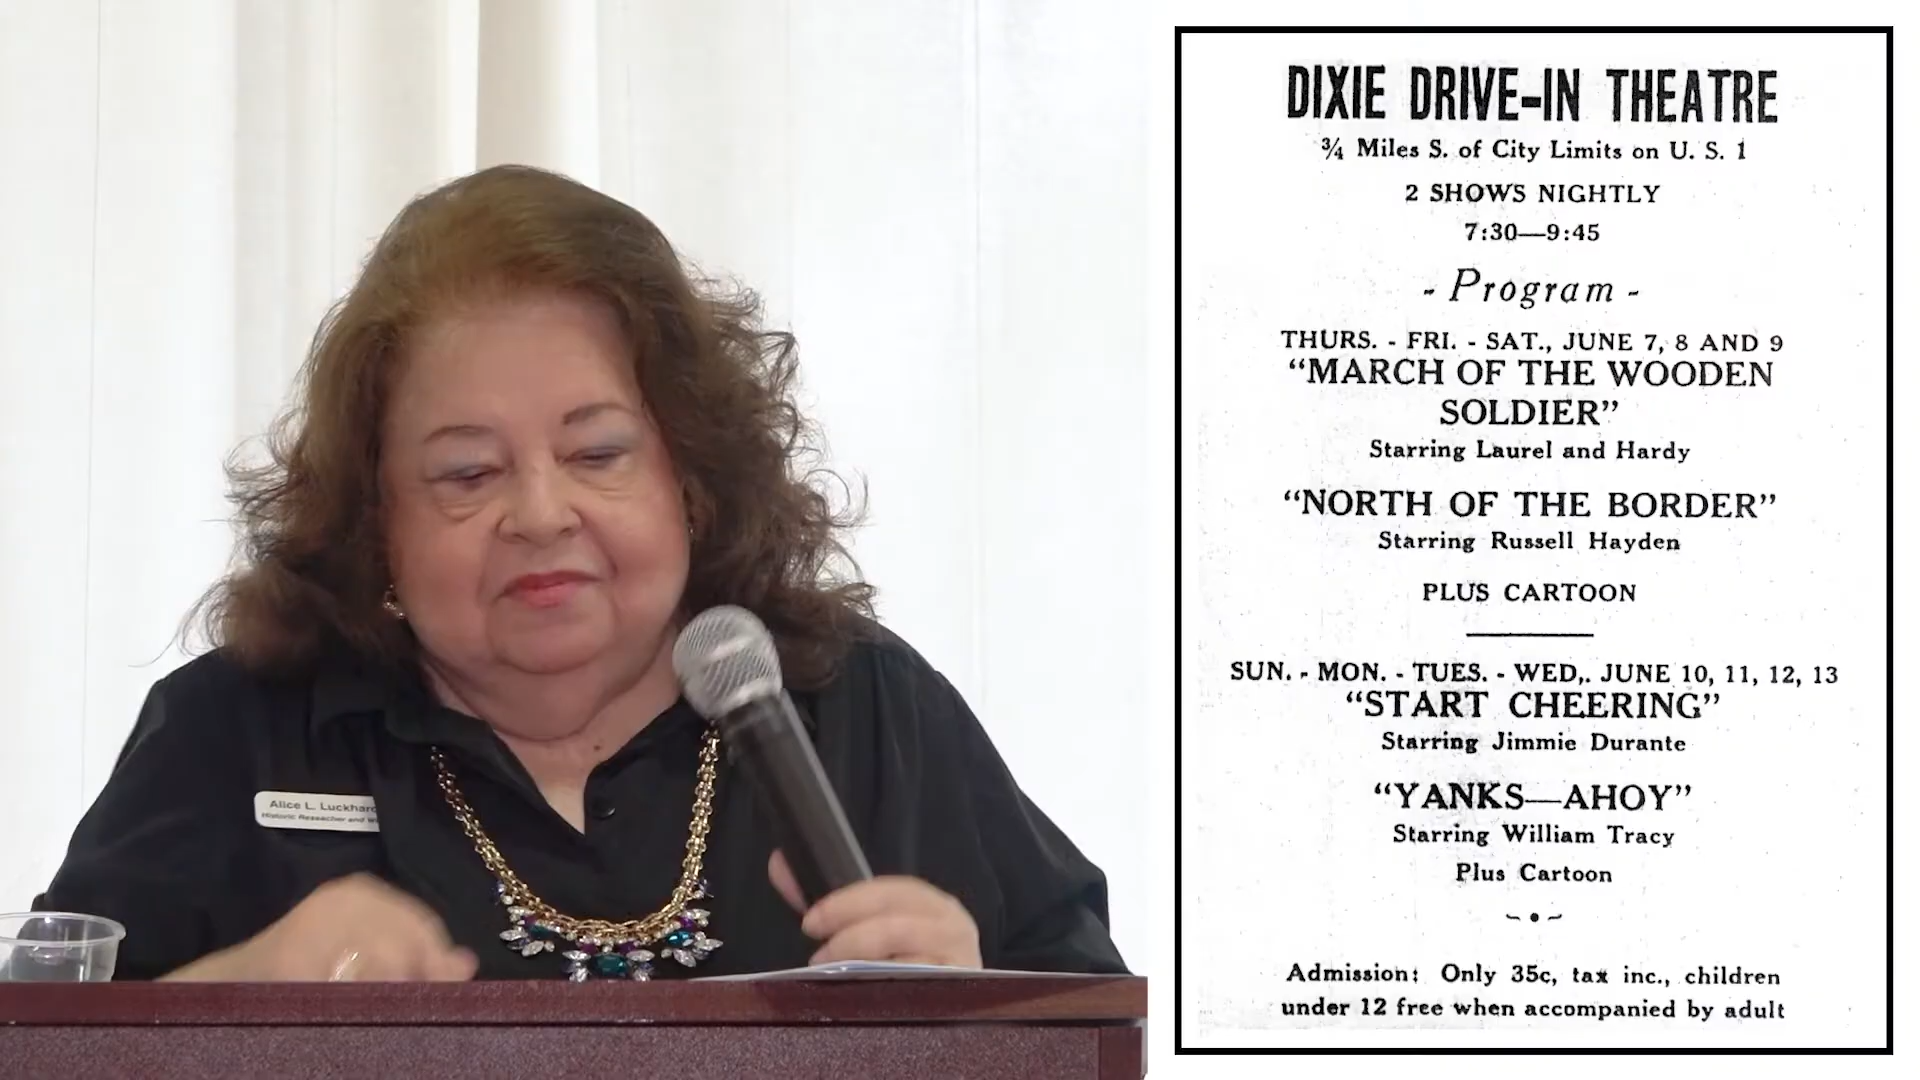 Alice L.
Historic
DIXIE DRIVE-IN THEATRE
¾ Miles S. of City Limits on U. S. 1
2 SHOWS NIGHTLY
7:30—9:45
- Program -
THURS. - FRI. - SAT., JUNE 7, 8 AND 9
“MARCH OF THE WOODEN
SOLDIER”
Starring Laurel and Hardy
“NORTH OF THE BORDER”
Starring Russell Hayden
PLUS CARTOON
SUN. - MON. - TUES. - WED,. JUNE 10, 11, 12, 13
“START CHEERING”
Starring Jimmie Durante
“YANKS—AHOY”
Starring William Tracy
Plus Cartoon
Admission: Only 35c, tax inc., children
under 12 free when accompanied by adult